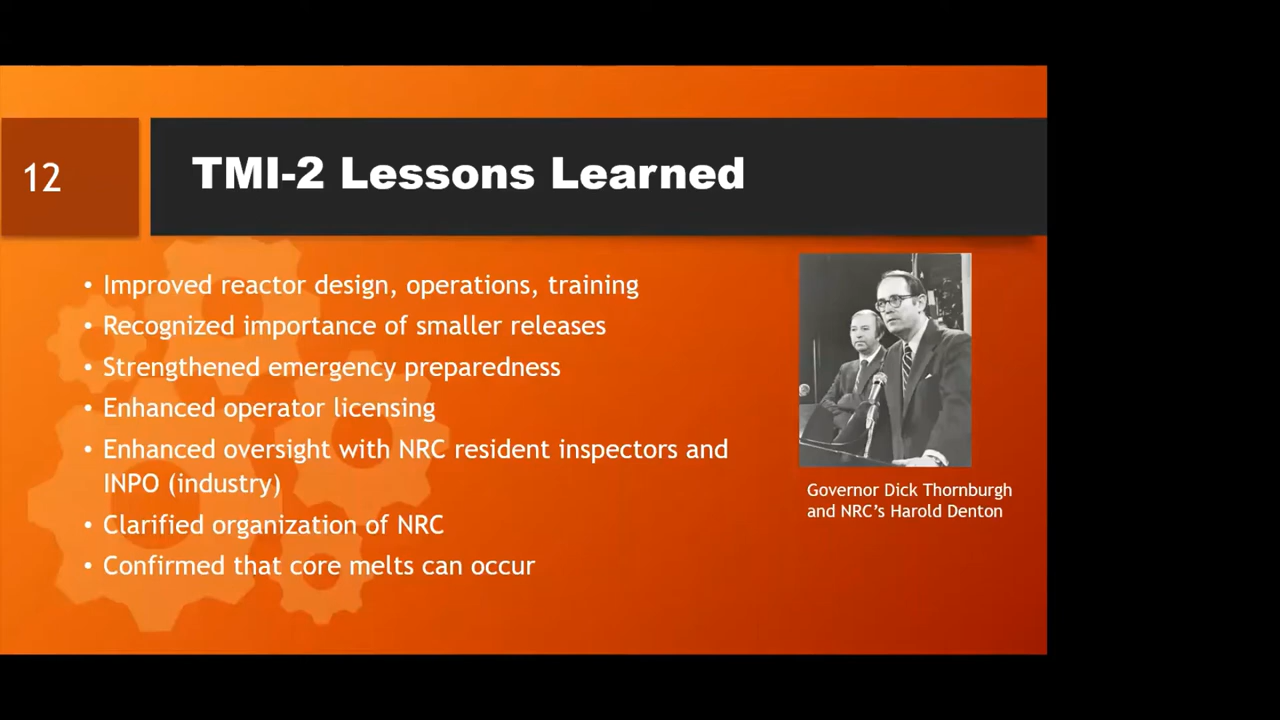 12
TMI-2 Lessons Learned
• Improved reactor design, operations, training
• Recognized importance of smaller releases
• Strengthened emergency preparedness
• Enhanced operator licensing
• Enhanced oversight with NRC resident inspectors and
INPO (industry)
• Clarified organization of NRC
• Confirmed that core melts can occur
Governor Dick Thornburgh
and NRC’s Harold Denton